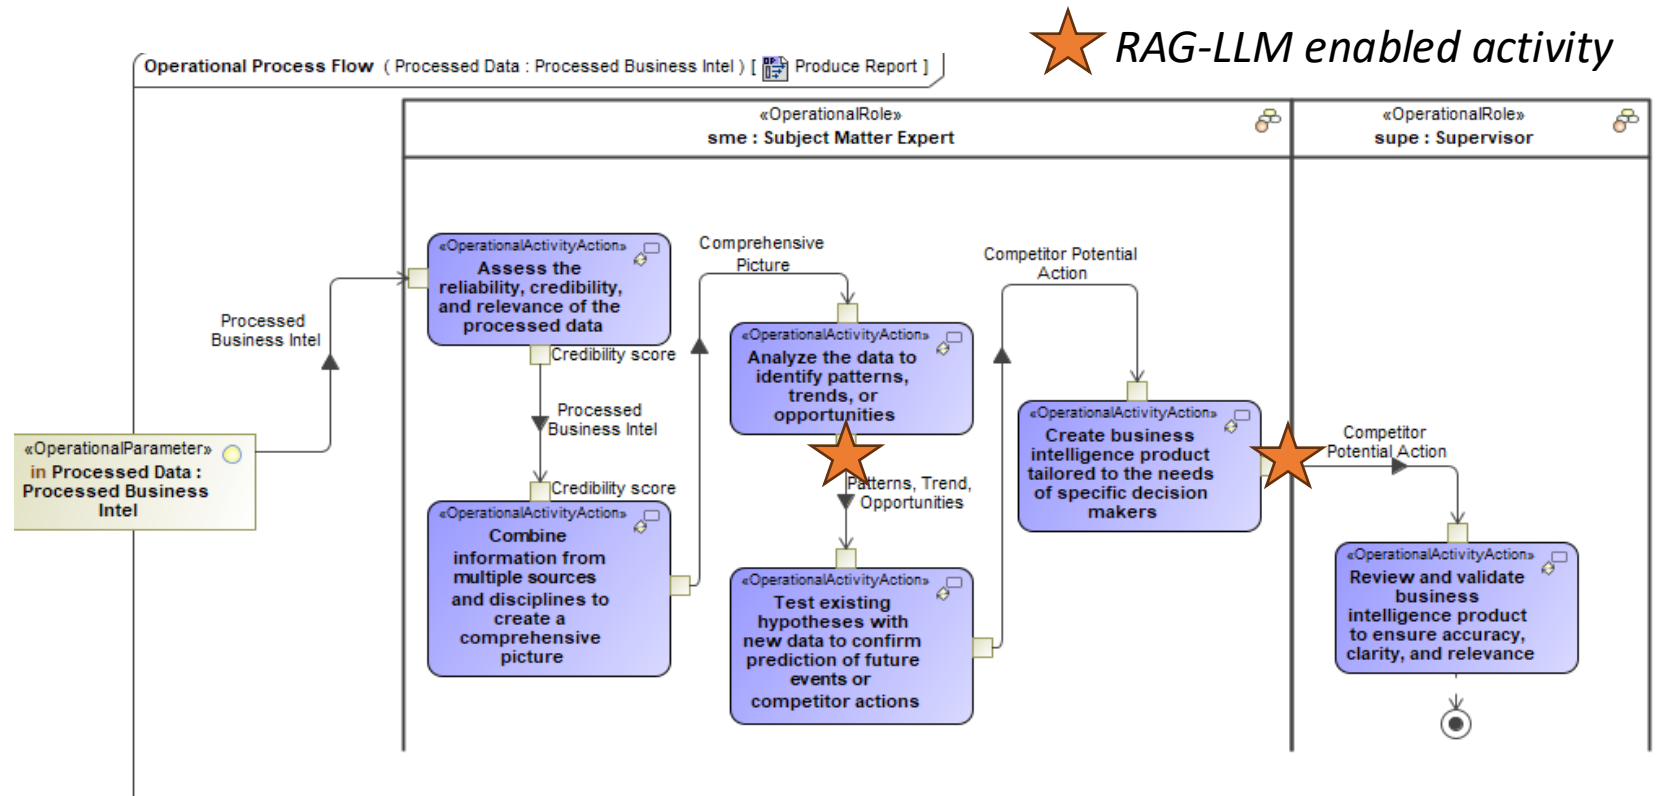 RAG-LLM enabled activity
Operational Process Flow ( Processed Data : Processed Business Intel ) [ Produce Report ]
«OperationalRole»
sme : Subject Matter Expert
«OperationalRole»
supe : Supervisor
«OperationalParameter»
in Processed Data :
Processed Business
Intel
Processed
Business Intel
«OperationalActivityAction»
Assess the
reliability, credibility,
and relevance of the
processed data
Credibility score
Processed
Business Intel
Credibility score
«OperationalActivityAction»
Combine
information from
multiple sources
and disciplines to
create a
comprehensive
picture
Comprehensive
Picture
«OperationalActivityAction»
Analyze the data to
identify patterns,
trends, or
opportunities
Patterns, Trend,
Opportunities
«OperationalActivityAction»
Test existing
hypotheses with
new data to confirm
prediction of future
events or
competitor actions
Competitor Potential
Action
«OperationalActivityAction»
Create business
intelligence product
tailored to the needs
of specific decision
makers
Competitor
Potential Action
«OperationalActivityAction»
Review and validate
business
intelligence product
to ensure accuracy,
clarity, and relevance